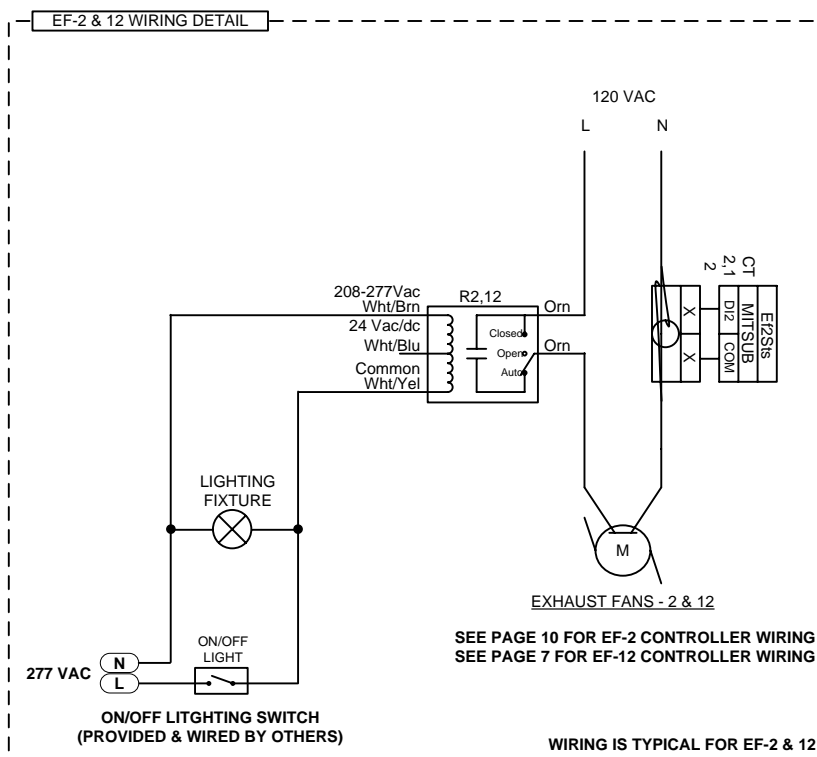 EF-2 & 12 WIRING DETAIL
120 VAC
L N
CT
2,1
2
Ef2Sts
MITSUB
DI2 COM
X X
208-277Vac
Wht/Brn
24 Vac/dc
Wht/Blu
Common
Wht/Yel
R2,12
Closed
Open
Auto
Orn
Orn
LIGHTING
FIXTURE
M
EXHAUST FANS - 2 & 12
SEE PAGE 10 FOR EF-2 CONTROLLER WIRING
SEE PAGE 7 FOR EF-12 CONTROLLER WIRING
ON/OFF
LIGHT
277 VAC
N
L
ON/OFF LITGHTING SWITCH
(PROVIDED & WIRED BY OTHERS)
WIRING IS TYPICAL FOR EF-2 & 12